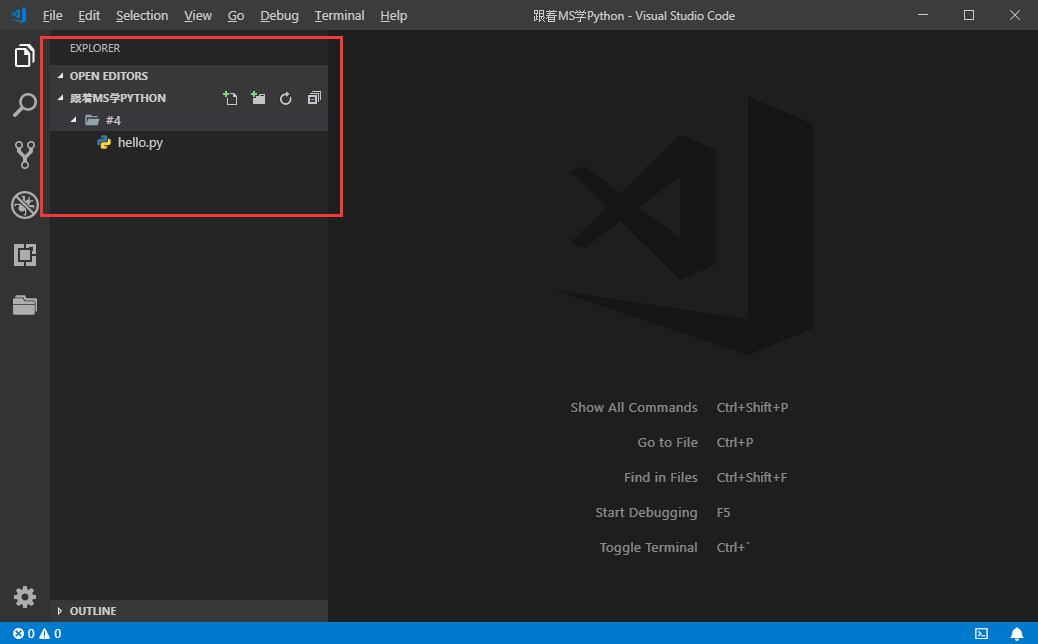 File Edit Selection View Go Debug Terminal Help
跟着MS学Python - Visual Studio Code
EXPLORER
OPEN EDITORS
跟着MS学PYTHON
#4
hello.py
Show All Commands Ctrl+Shift+P
Go to File Ctrl+P
Find in Files Ctrl+Shift+F
Start Debugging F5
Toggle Terminal Ctrl+`
OUTLINE
0 0